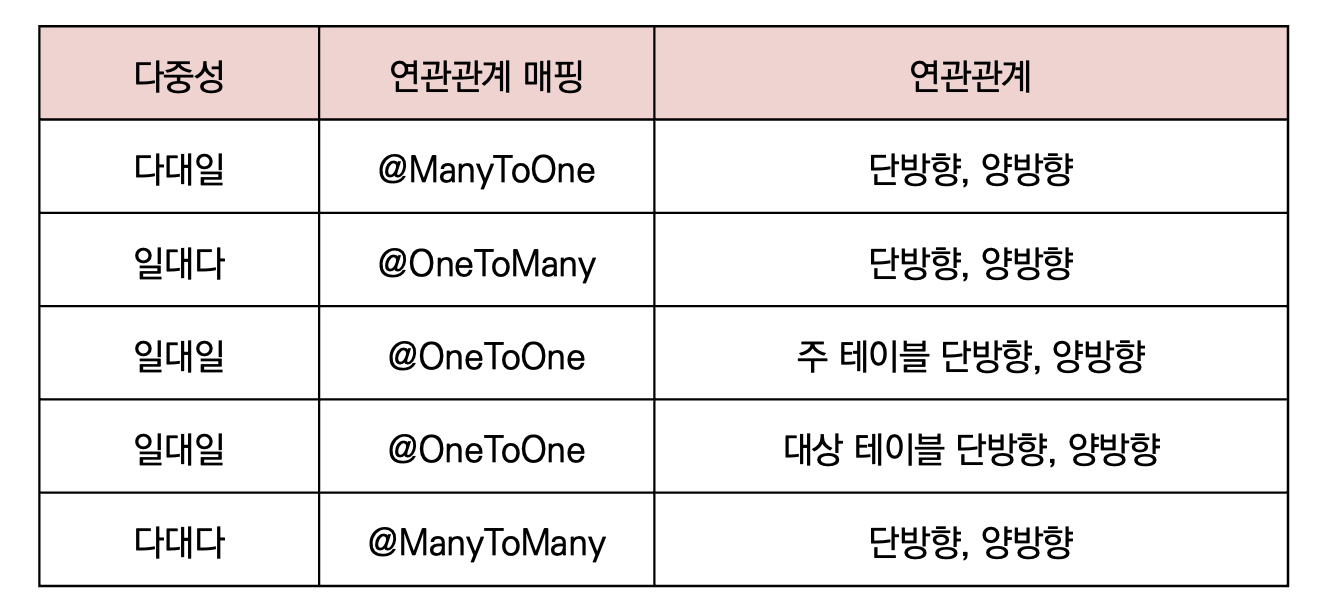 다중성 연관관계 매핑 연관관계
다대일 @ManyToOne 단방향, 양방향
일대다 @OneToMany 단방향, 양방향
일대일 @OneToOne 주 테이블 단방향, 양방향
일대일 @OneToOne 대상 테이블 단방향, 양방향
다대다 @ManyToMany 단방향, 양방향